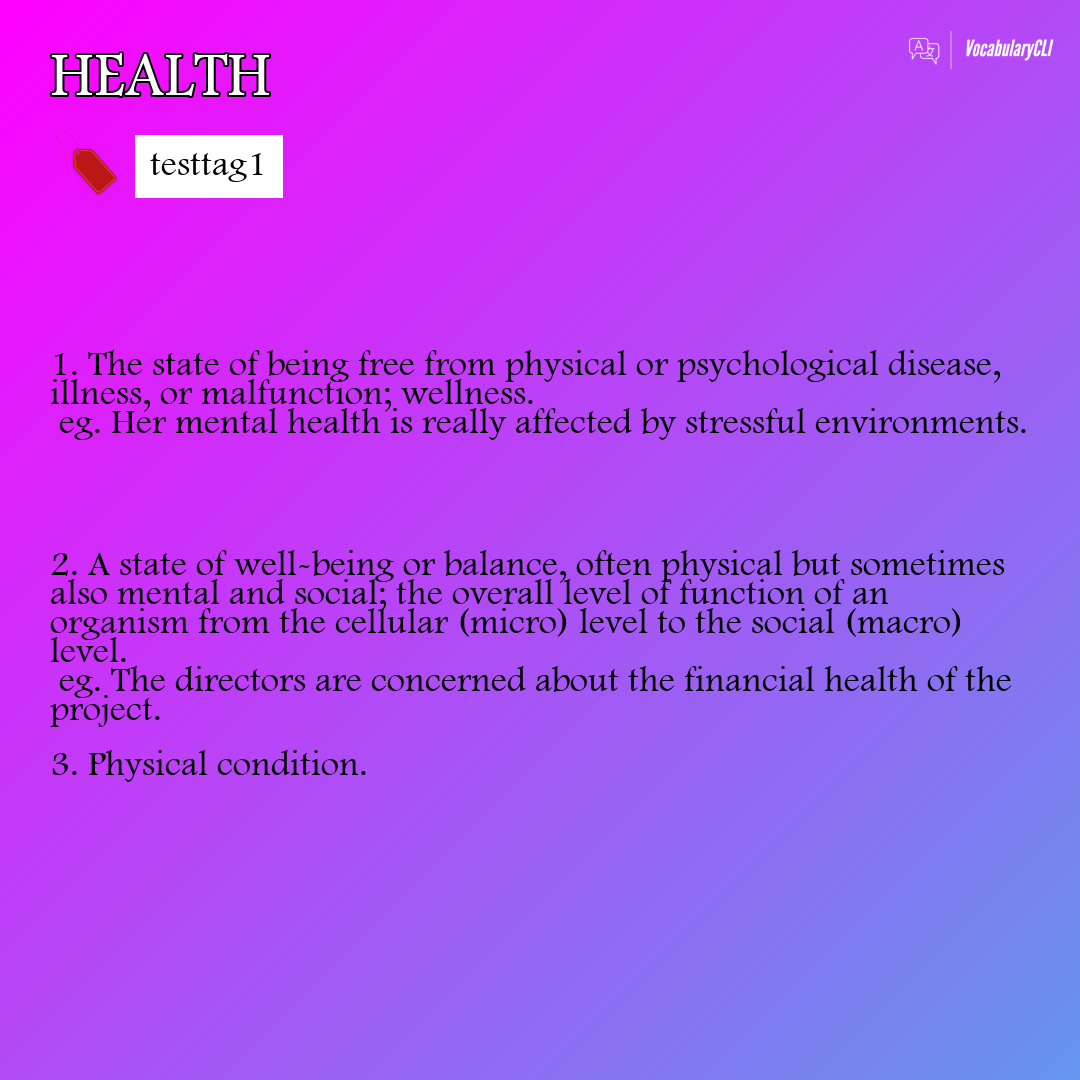 HEALTH
VocabularyCLI
testtag1
1. The state of being free from physical or psychological disease,
illness, or malfunction; wellness.
eg. Her mental health is really affected by stressful environments.
2. A state of well-being or balance, often physical but sometimes
also mental and social; the overall level of function of an
organism from the cellular (micro) level to the social (macro)
level.
eg. The directors are concerned about the financial health of the
project.
3. Physical condition.